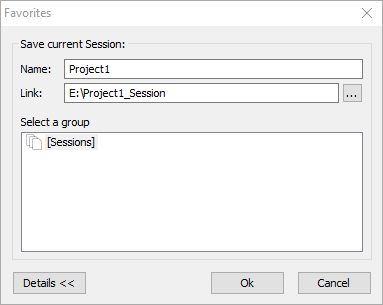 Favorites
Save current Session:
Name: Project1
Link: E:\Project1_Session ...
Select a group
[Sessions]
Details << Ok Cancel